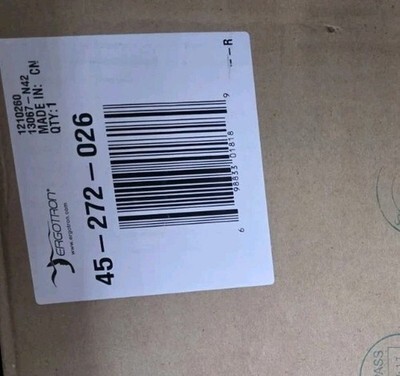 ERGOTRON®
www.ergotron.com
1210260
13067-N42
MADE IN: CN
QTY:1
45-272-026
6 98833 01818 9
R
PASS